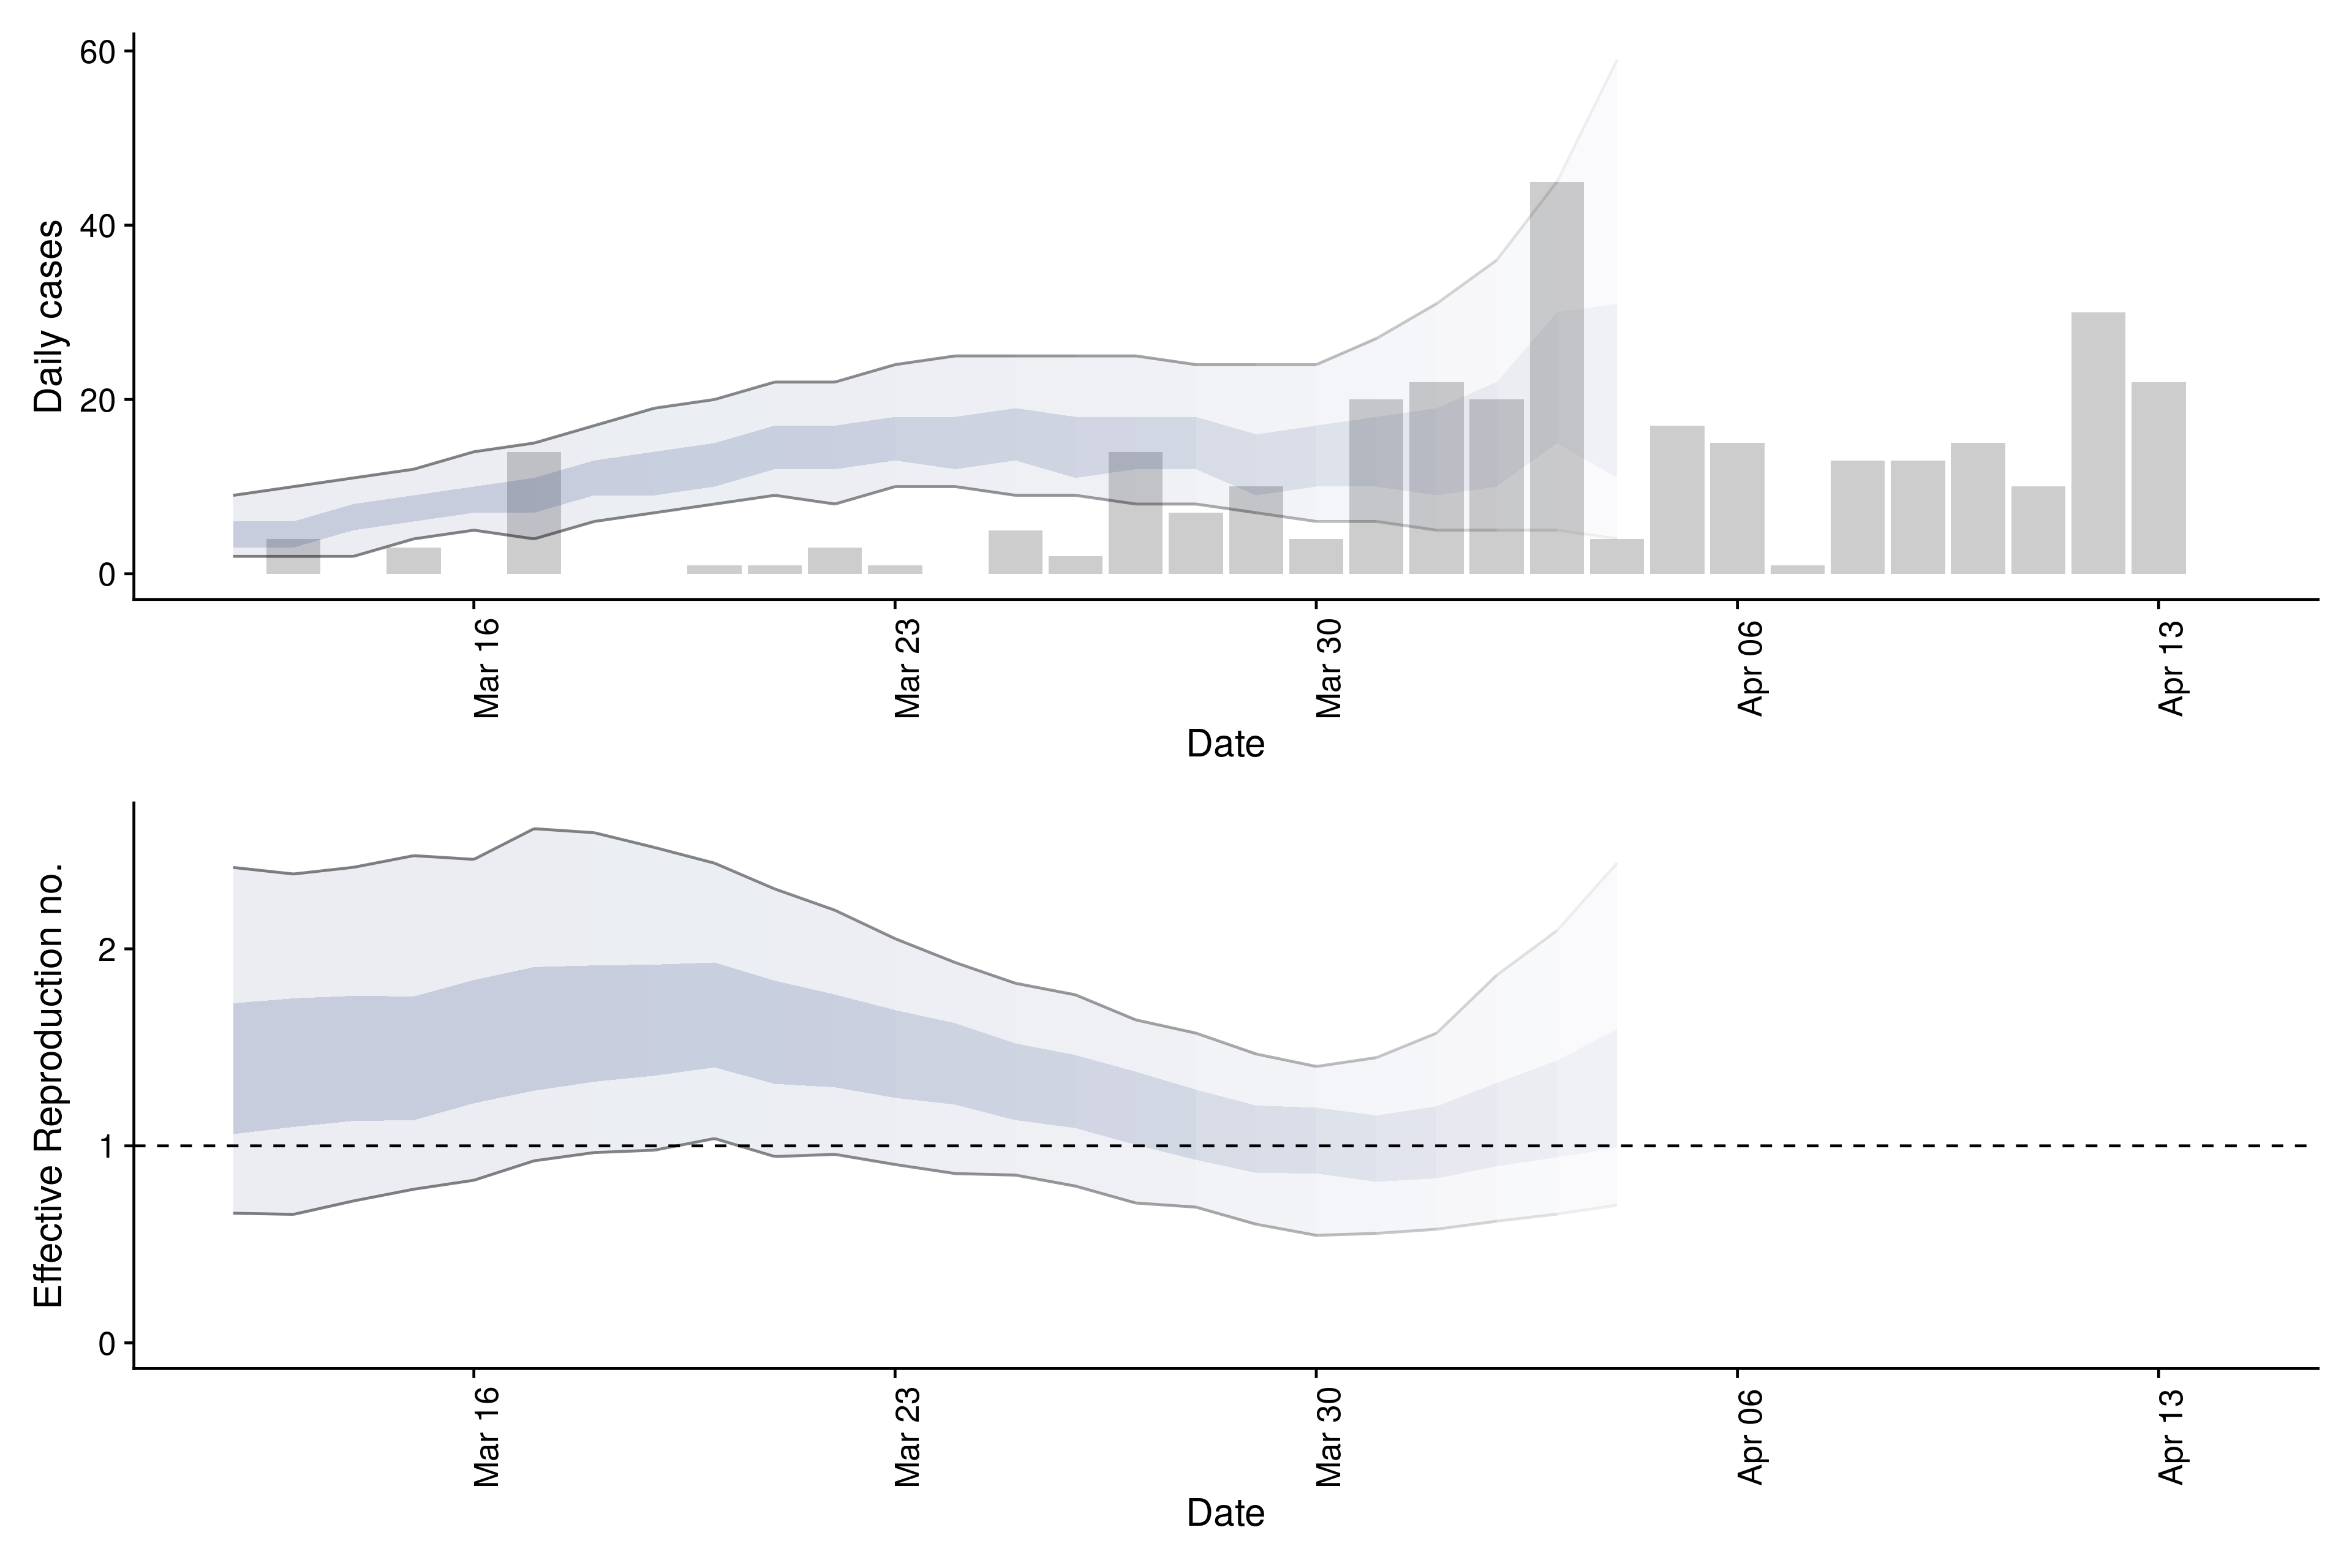 60
40
20
0
Daily cases
Mar 16
Mar 23
Mar 30
Apr 06
Apr 13
Date
2
1
0
Effective Reproduction no.
Mar 16
Mar 23
Mar 30
Apr 06
Apr 13
Date